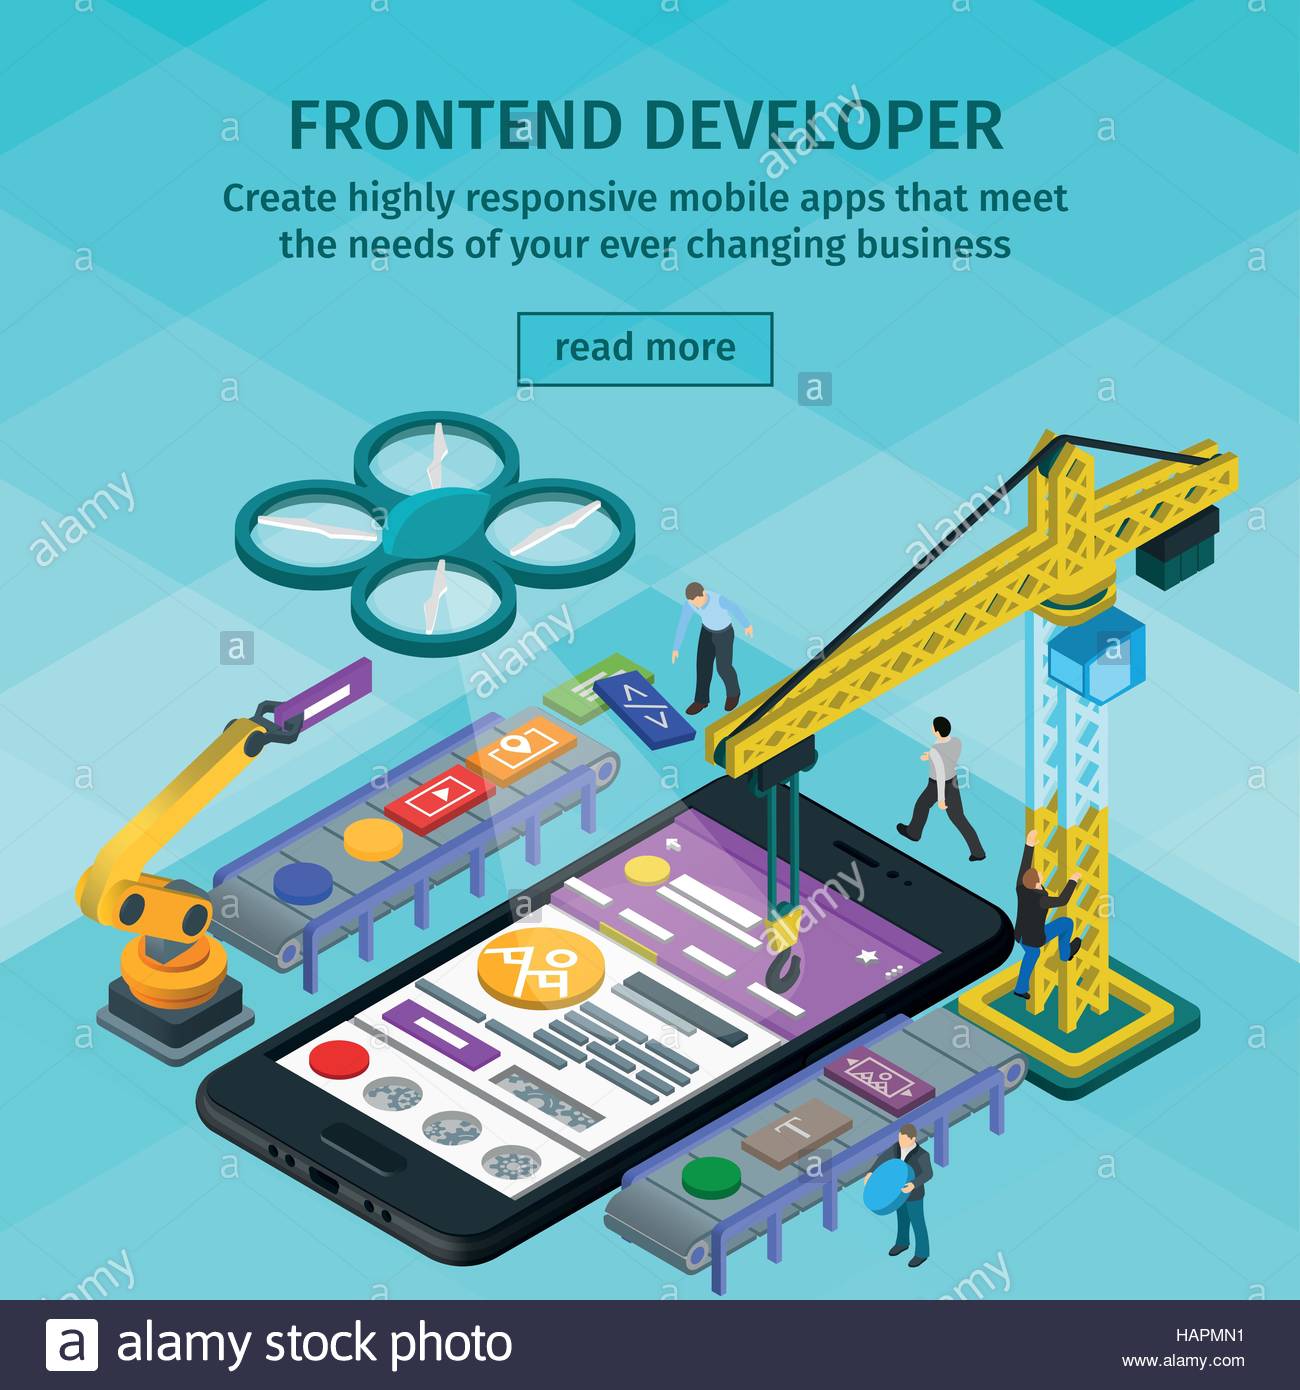 FRONTEND DEVELOPER
Create highly responsive mobile apps that meet
the needs of your ever changing business
read more
</>
T
a
alamy
alamy stock photo
HAPMN1
www.alamy.com